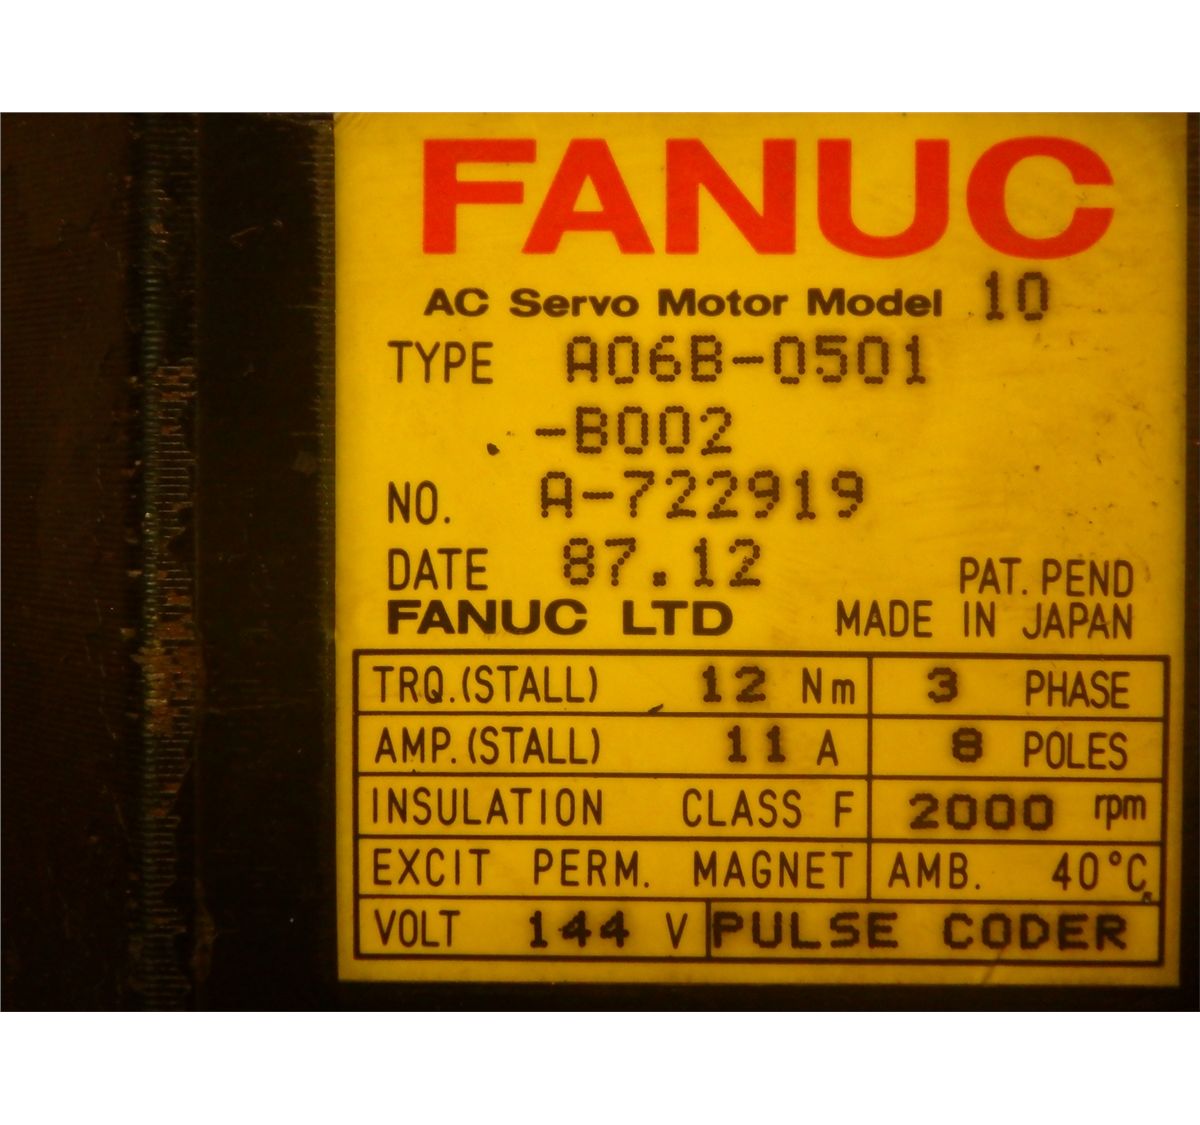 FANUC
AC Servo Motor Model 10
TYPE A06B-0501
-B002
NO. A-722919
DATE 87.12
PAT. PEND
FANUC LTD MADE IN JAPAN
TRQ.(STALL) 12 Nm 3 PHASE
AMP.(STALL) 11 A 8 POLES
INSULATION CLASS F 2000 rpm
EXCIT PERM. MAGNET AMB. 40°C
VOLT 144 V PULSE CODER